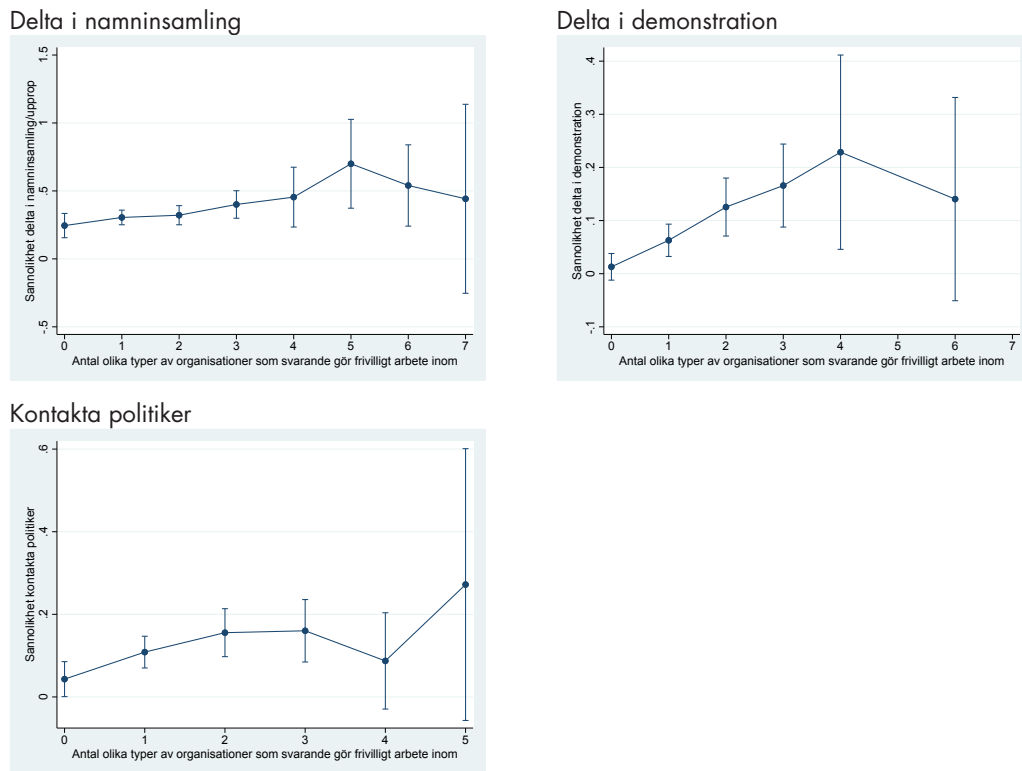 Delta i namninsamling
Sannolikhet delta i namninsamling/upprop
1.5
1
.5
0
-.5
0 1 2 3 4 5 6 7
Antal olika typer av organisationer som svarande gör frivilligt arbete inom
Delta i demonstration
Sannolikhet delta i demonstration
.4
.3
.2
.1
0
-.1
0 1 2 3 4 5 6 7
Antal olika typer av organisationer som svarande gör frivilligt arbete inom
Kontakta politiker
Sannolikhet kontakta politiker
.6
.4
.2
0
0 1 2 3 4 5
Antal olika typer av organisationer som svarande gör frivilligt arbete inom